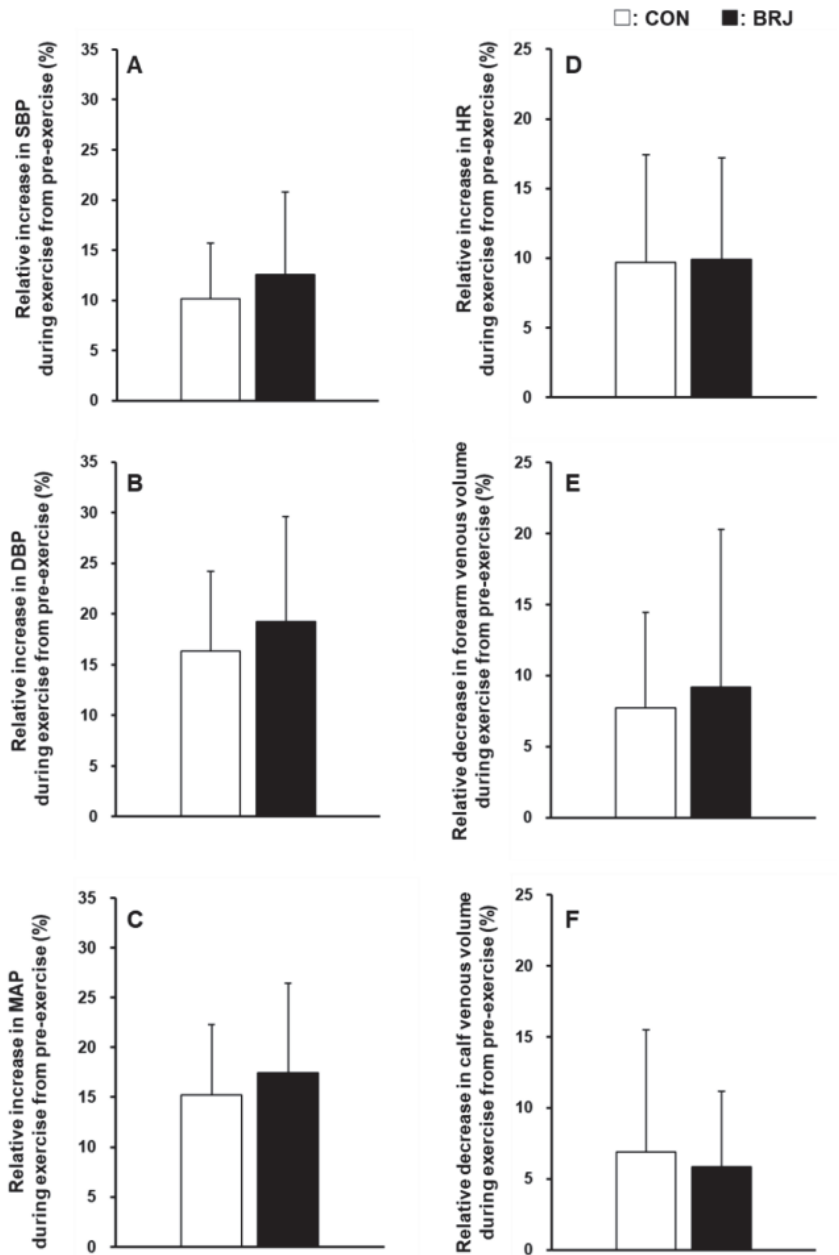 □: CON ■: BRJ
A
Relative increase in SBP
during exercise from pre-exercise (%)
35
30
25
20
15
10
5
0
D
Relative increase in HR
during exercise from pre-exercise (%)
25
20
15
10
5
0
B
Relative increase in DBP
during exercise from pre-exercise (%)
35
30
25
20
15
10
5
0
E
Relative decrease in forearm venous volume
during exercise from pre-exercise (%)
25
20
15
10
5
0
C
Relative increase in MAP
during exercise from pre-exercise (%)
35
30
25
20
15
10
5
0
F
Relative decrease in calf venous volume
during exercise from pre-exercise (%)
25
20
15
10
5
0